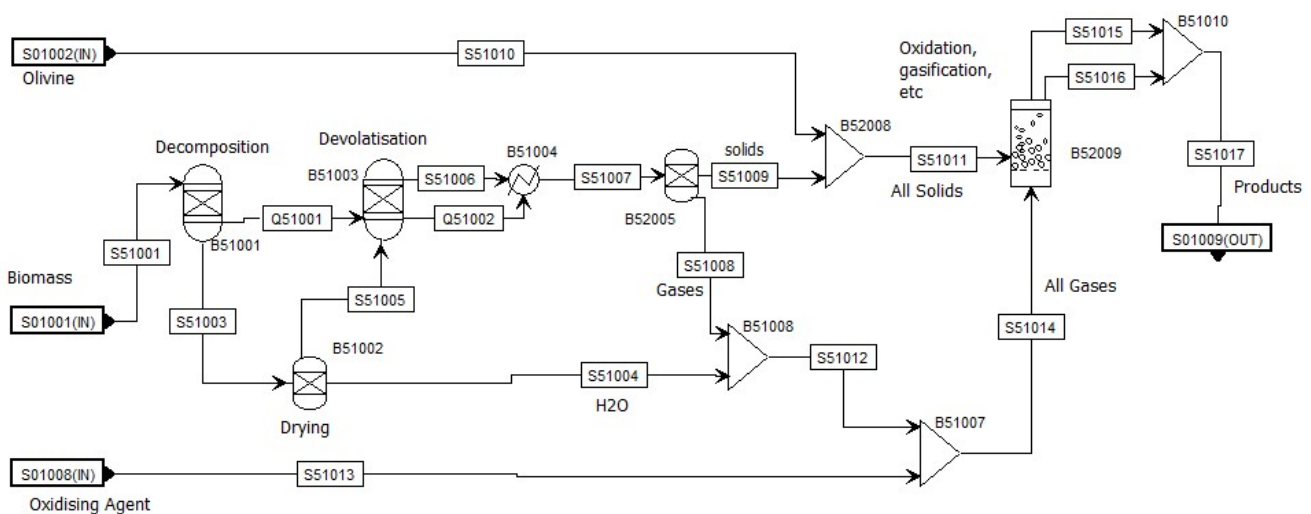 S01002(IN)
Olivine
S51010
Oxidation,
gasification,
etc
S51015
S51016
B51010
B52009
S51017
Products
S01009(OUT)
Decomposition
B51001
S51001
Biomass
S01001(IN)
Q51001
S51003
Devolatisation
B51003
S51006
Q51002
B51004
S51007
solids
S51009
B52005
B52008
S51011
All Solids
S51005
B51002
Drying
S51008
Gases
B51008
S51004
H2O
S51012
All Gases
S51014
B51007
S01008(IN)
Oxidising Agent
S51013